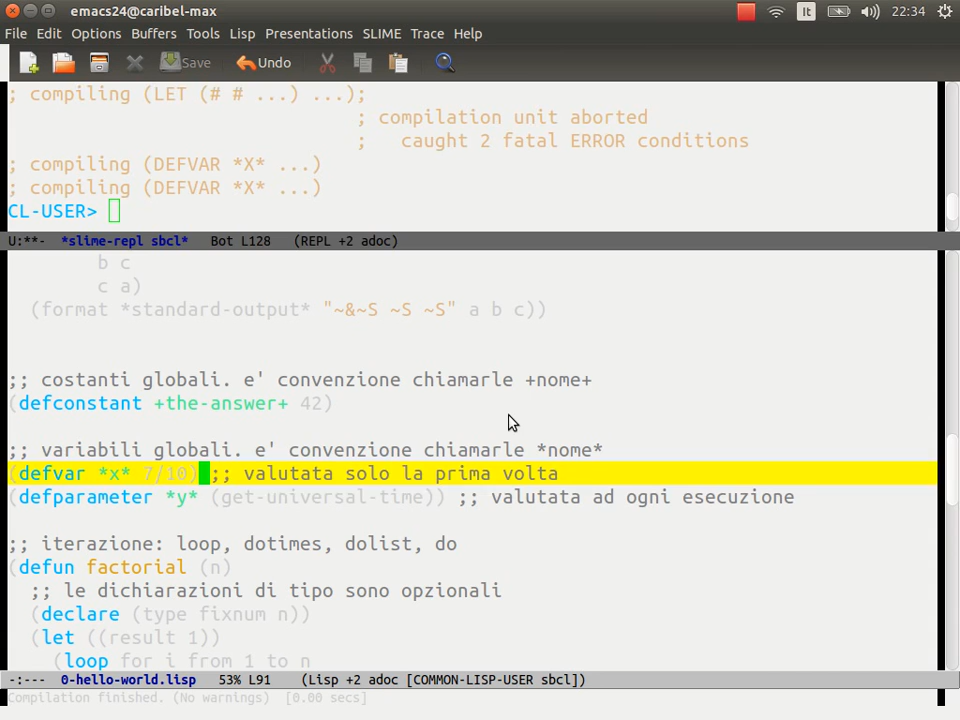 emacs24@caribel-max
It
22:34
File Edit Options Buffers Tools Lisp Presentations SLIME Trace Help
Save Undo
; compiling (LET (# # ...) ...);
; compilation unit aborted
;   caught 2 fatal ERROR conditions
; compiling (DEFVAR *X* ...)
; compiling (DEFVAR *X* ...)
CL-USER>
U:**-  *slime-repl sbcl*   Bot L128   (REPL +2 adoc)
b c
c a)
(format *standard-output* "~&~S ~S ~S" a b c))
;; costanti globali. e' convenzione chiamarle +nome+
(defconstant +the-answer+ 42)
;; variabili globali. e' convenzione chiamarle *nome*
(defvar *x* 7/10) ;; valutata solo la prima volta
(defparameter *y* (get-universal-time)) ;; valutata ad ogni esecuzione
;; iterazione: loop, dotimes, dolist, do
(defun factorial (n)
;; le dichiarazioni di tipo sono opzionali
(declare (type fixnum n))
(let ((result 1))
(loop for i from 1 to n
-:---  0-hello-world.lisp   53% L91   (Lisp +2 adoc [COMMON-LISP-USER sbcl])
Compilation finished. (No warnings)  [0.00 secs]